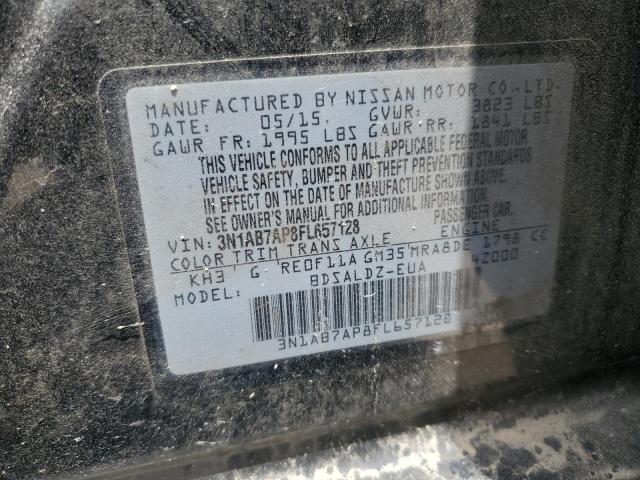 MANUFACTURED BY NISSAN MOTOR CO.,LTD.
DATE: 05/15 GVWR: 3823 LBS
GAWR FR: 1995 LBS GAWR RR: 1841 LBS
THIS VEHICLE CONFORMS TO ALL APPLICABLE FEDERAL MOTOR
VEHICLE SAFETY, BUMPER AND THEFT PREVENTION STANDARDS
IN EFFECT ON THE DATE OF MANUFACTURE SHOWN ABOVE.
SEE OWNER'S MANUAL FOR ADDITIONAL INFORMATION.
VIN: 3N1AB7AP8FL657128 PASSENGER CAR
COLOR TRIM TRANS AXLE ENGINE
KH3 G RE0F11A GM35 MRA8DE 1798 CC
MODEL: BDSALDZ-EUA 4Z000
3N1AB7AP8FL657128